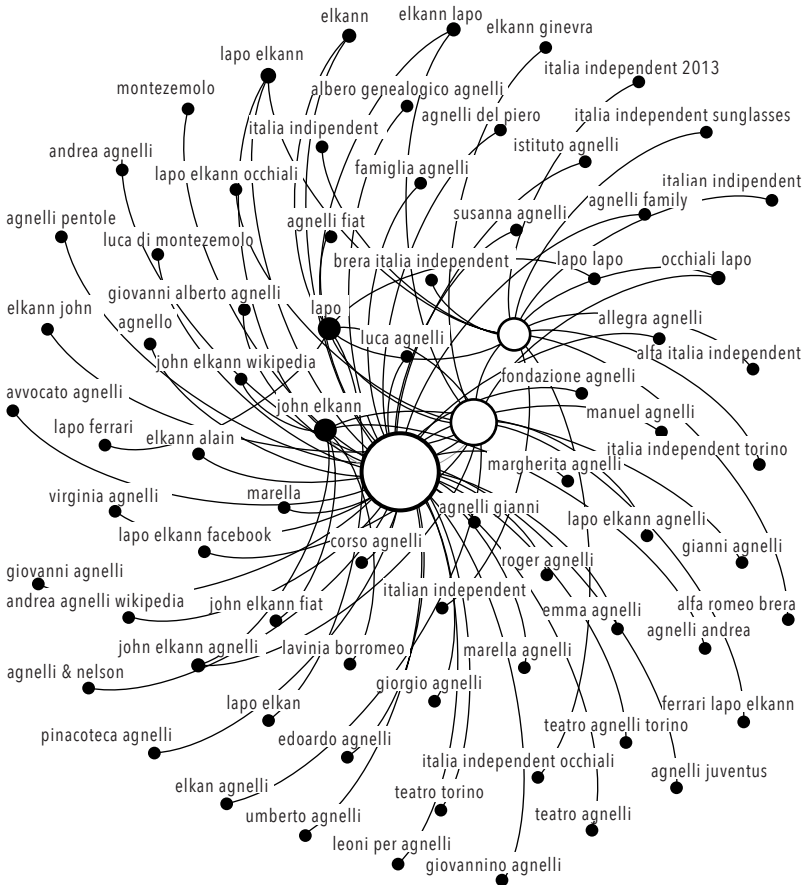 elkann
elkann lapo
elkann ginevra
lapo elkann
italia independent 2013
montezemolo
albero genealogico agnelli
agnelli del piero
italia independent sunglasses
italia indipendent
istituto agnelli
andrea agnelli
lapo elkann occhiali
famiglia agnelli
italian indipendent
agnelli family
agnelli pentole
agnelli fiat
susanna agnelli
luca di montezemolo
brera italia independent
lapo lapo
occhiali lapo
giovanni alberto agnelli
elkann john
lapo
allegra agnelli
agnello
luca agnelli
alfa italia independent
john elkann wikipedia
fondazione agnelli
avvocato agnelli
john elkann
manuel agnelli
lapo ferrari
elkann alain
italia independent torino
margherita agnelli
virginia agnelli
marella
agnelli gianni
lapo elkann agnelli
lapo elkann facebook
corso agnelli
gianni agnelli
roger agnelli
giovanni agnelli
italian independent
andrea agnelli wikipedia
john elkann fiat
emma agnelli
alfa romeo brera
agnelli andrea
john elkann agnelli
lavinia borromeo
marella agnelli
agnelli & nelson
giorgio agnelli
lapo elkan
ferrari lapo elkann
teatro agnelli torino
pinacoteca agnelli
edoardo agnelli
italia independent occhiali
agnelli juventus
elkan agnelli
teatro torino
umberto agnelli
teatro agnelli
leoni per agnelli
giovannino agnelli